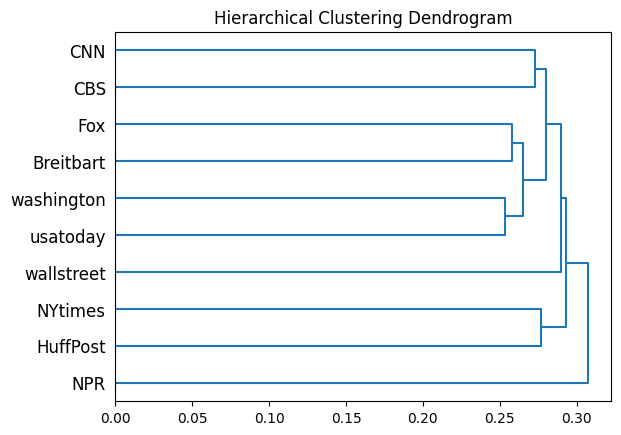 Hierarchical Clustering Dendrogram
CNN
CBS
Fox
Breitbart
washington
usatoday
wallstreet
NYtimes
HuffPost
NPR
0.00 0.05 0.10 0.15 0.20 0.25 0.30